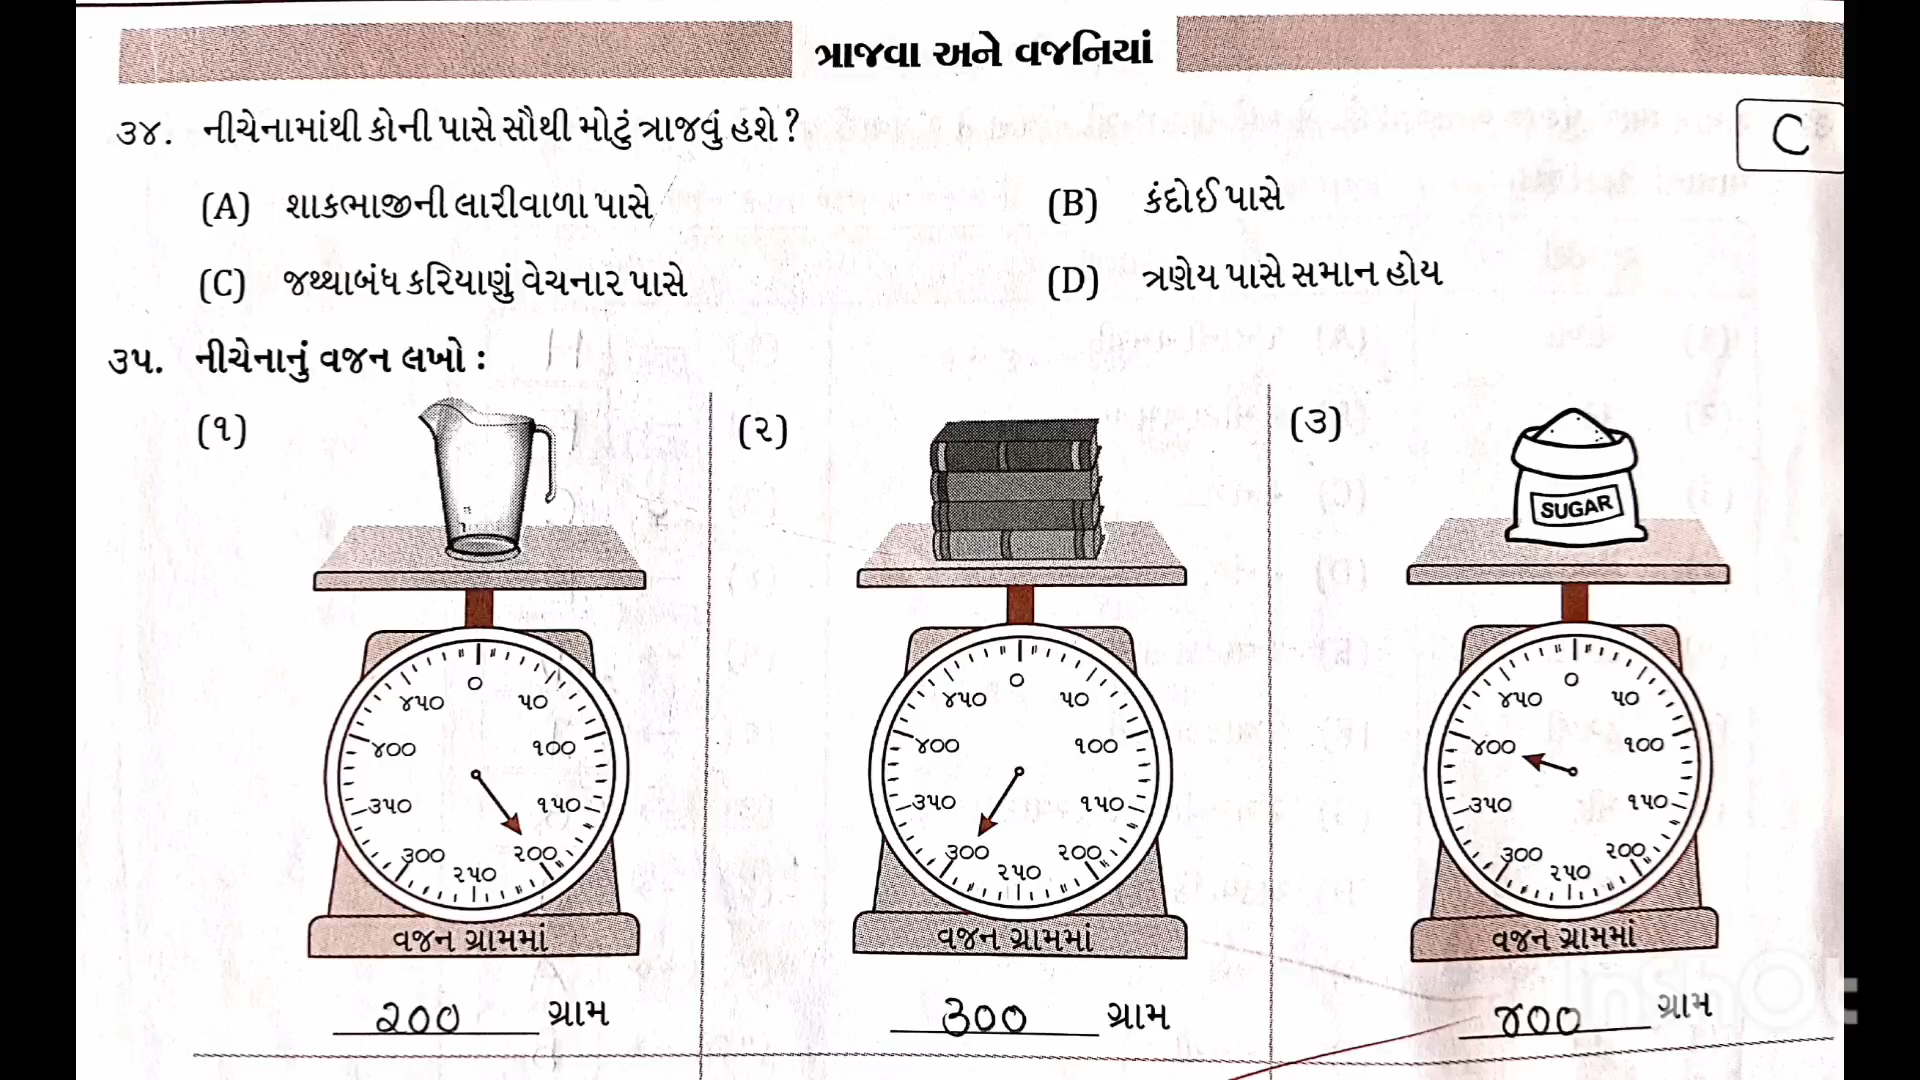 ત્રાજવા અને વજનિયાં
૩૪. નીચેનામાંથી કોની પાસે સૌથી મોટું ત્રાજવું હશે ? C
(A) શાકભાજીની લારીવાળા પાસે (B) કંદોઈ પાસે
(C) જથ્થાબંધ કરિયાણું વેચનાર પાસે (D) ત્રણેય પાસે સમાન હોય
૩૫. નીચેનાનું વજન લખો :
(૧) (૨) (૩)
SUGAR
૦ ૫૦ ૧૦૦ ૧૫૦ ૨૦૦ ૨૫૦ ૩૦૦ ૩૫૦ ૪૦૦ ૪૫૦
૦ ૫૦ ૧૦૦ ૧૫૦ ૨૦૦ ૨૫૦ ૩૦૦ ૩૫૦ ૪૦૦ ૪૫૦
૦ ૫૦ ૧૦૦ ૧૫૦ ૨૦૦ ૨૫૦ ૩૦૦ ૩૫૦ ૪૦૦ ૪૫૦
વજન ગ્રામમાં વજન ગ્રામમાં વજન ગ્રામમાં
૨૦૦ ગ્રામ ૩૦૦ ગ્રામ ૪૦૦ ગ્રામ
InShOt